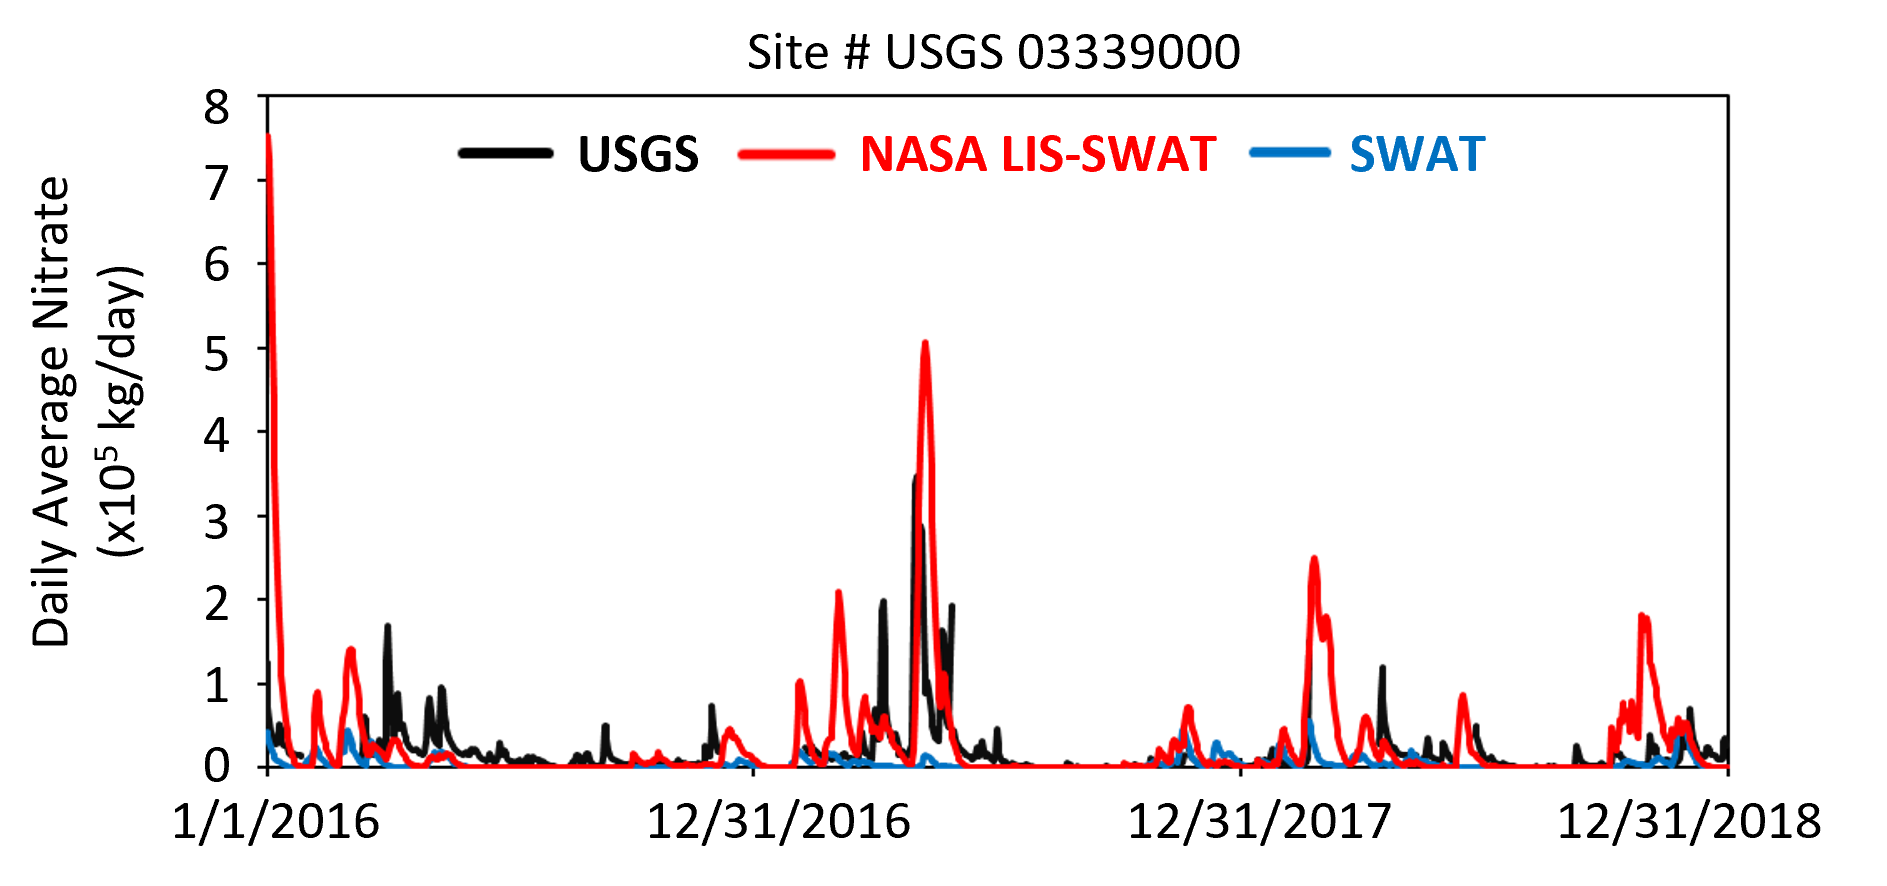 Site # USGS 03339000
USGS NASA LIS-SWAT SWAT
Daily Average Nitrate
(x10⁵ kg/day)
8
7
6
5
4
3
2
1
0
1/1/2016 12/31/2016 12/31/2017 12/31/2018